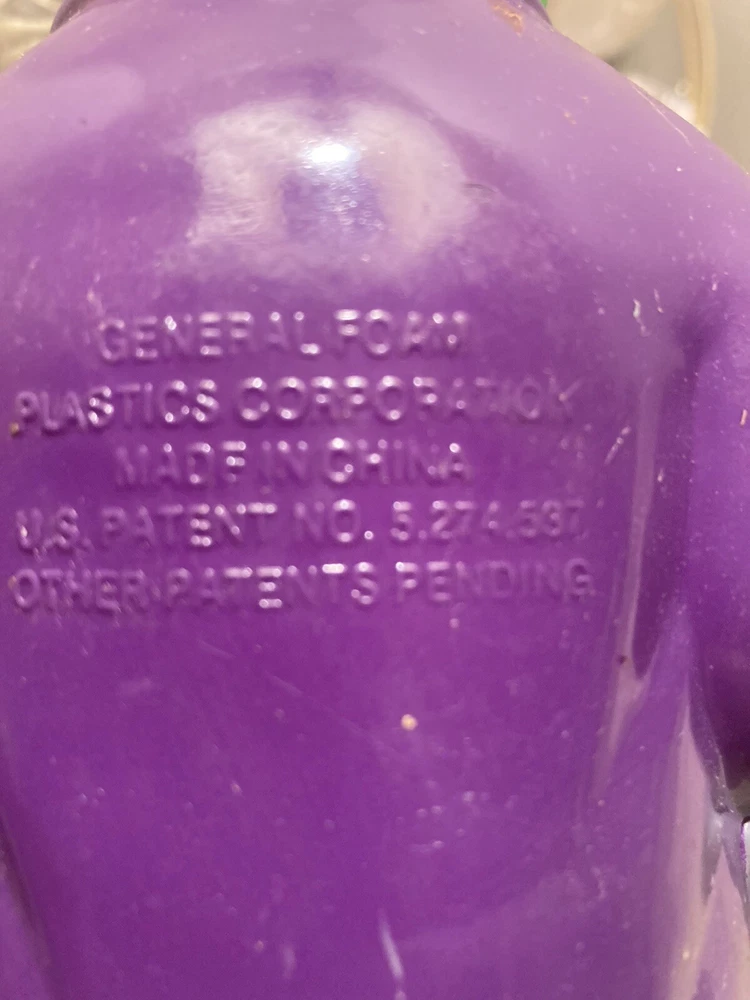 GENERAL FOAM
PLASTICS CORPORATION
MADE IN CHINA
U.S. PATENT NO. 5,274,537
OTHER PATENTS PENDING